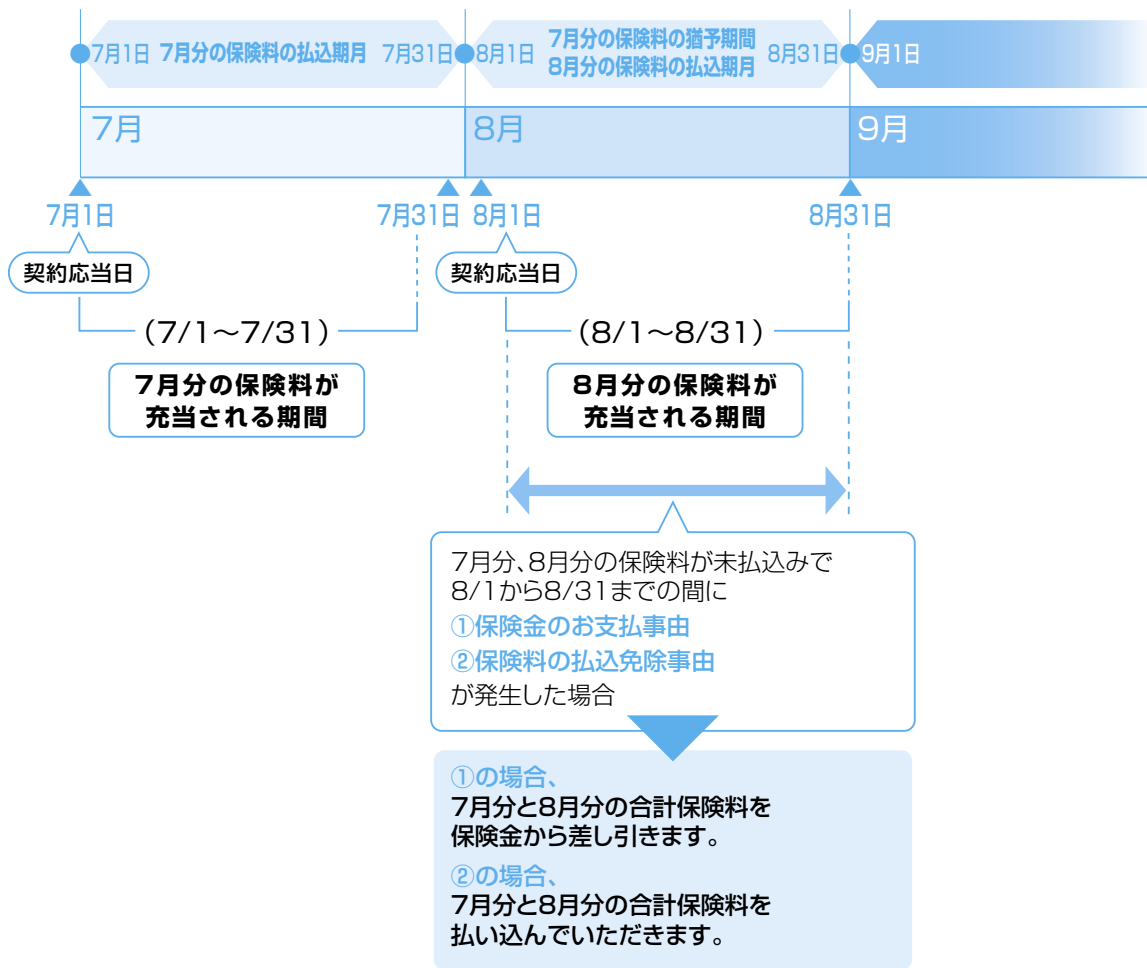 7月1日 7月分の保険料の払込期月 7月31日
8月1日 7月分の保険料の猶予期間 8月分の保険料の払込期月 8月31日
9月1日
7月 8月 9月
7月1日 7月31日 8月1日 8月31日
契約応当日 契約応当日
（7/1～7/31） （8/1～8/31）
7月分の保険料が
充当される期間
8月分の保険料が
充当される期間
7月分、8月分の保険料が未払込みで
8/1から8/31までの間に
①保険金のお支払事由
②保険料の払込免除事由
が発生した場合
①の場合、
7月分と8月分の合計保険料を
保険金から差し引きます。
②の場合、
7月分と8月分の合計保険料を
払い込んでいただきます。